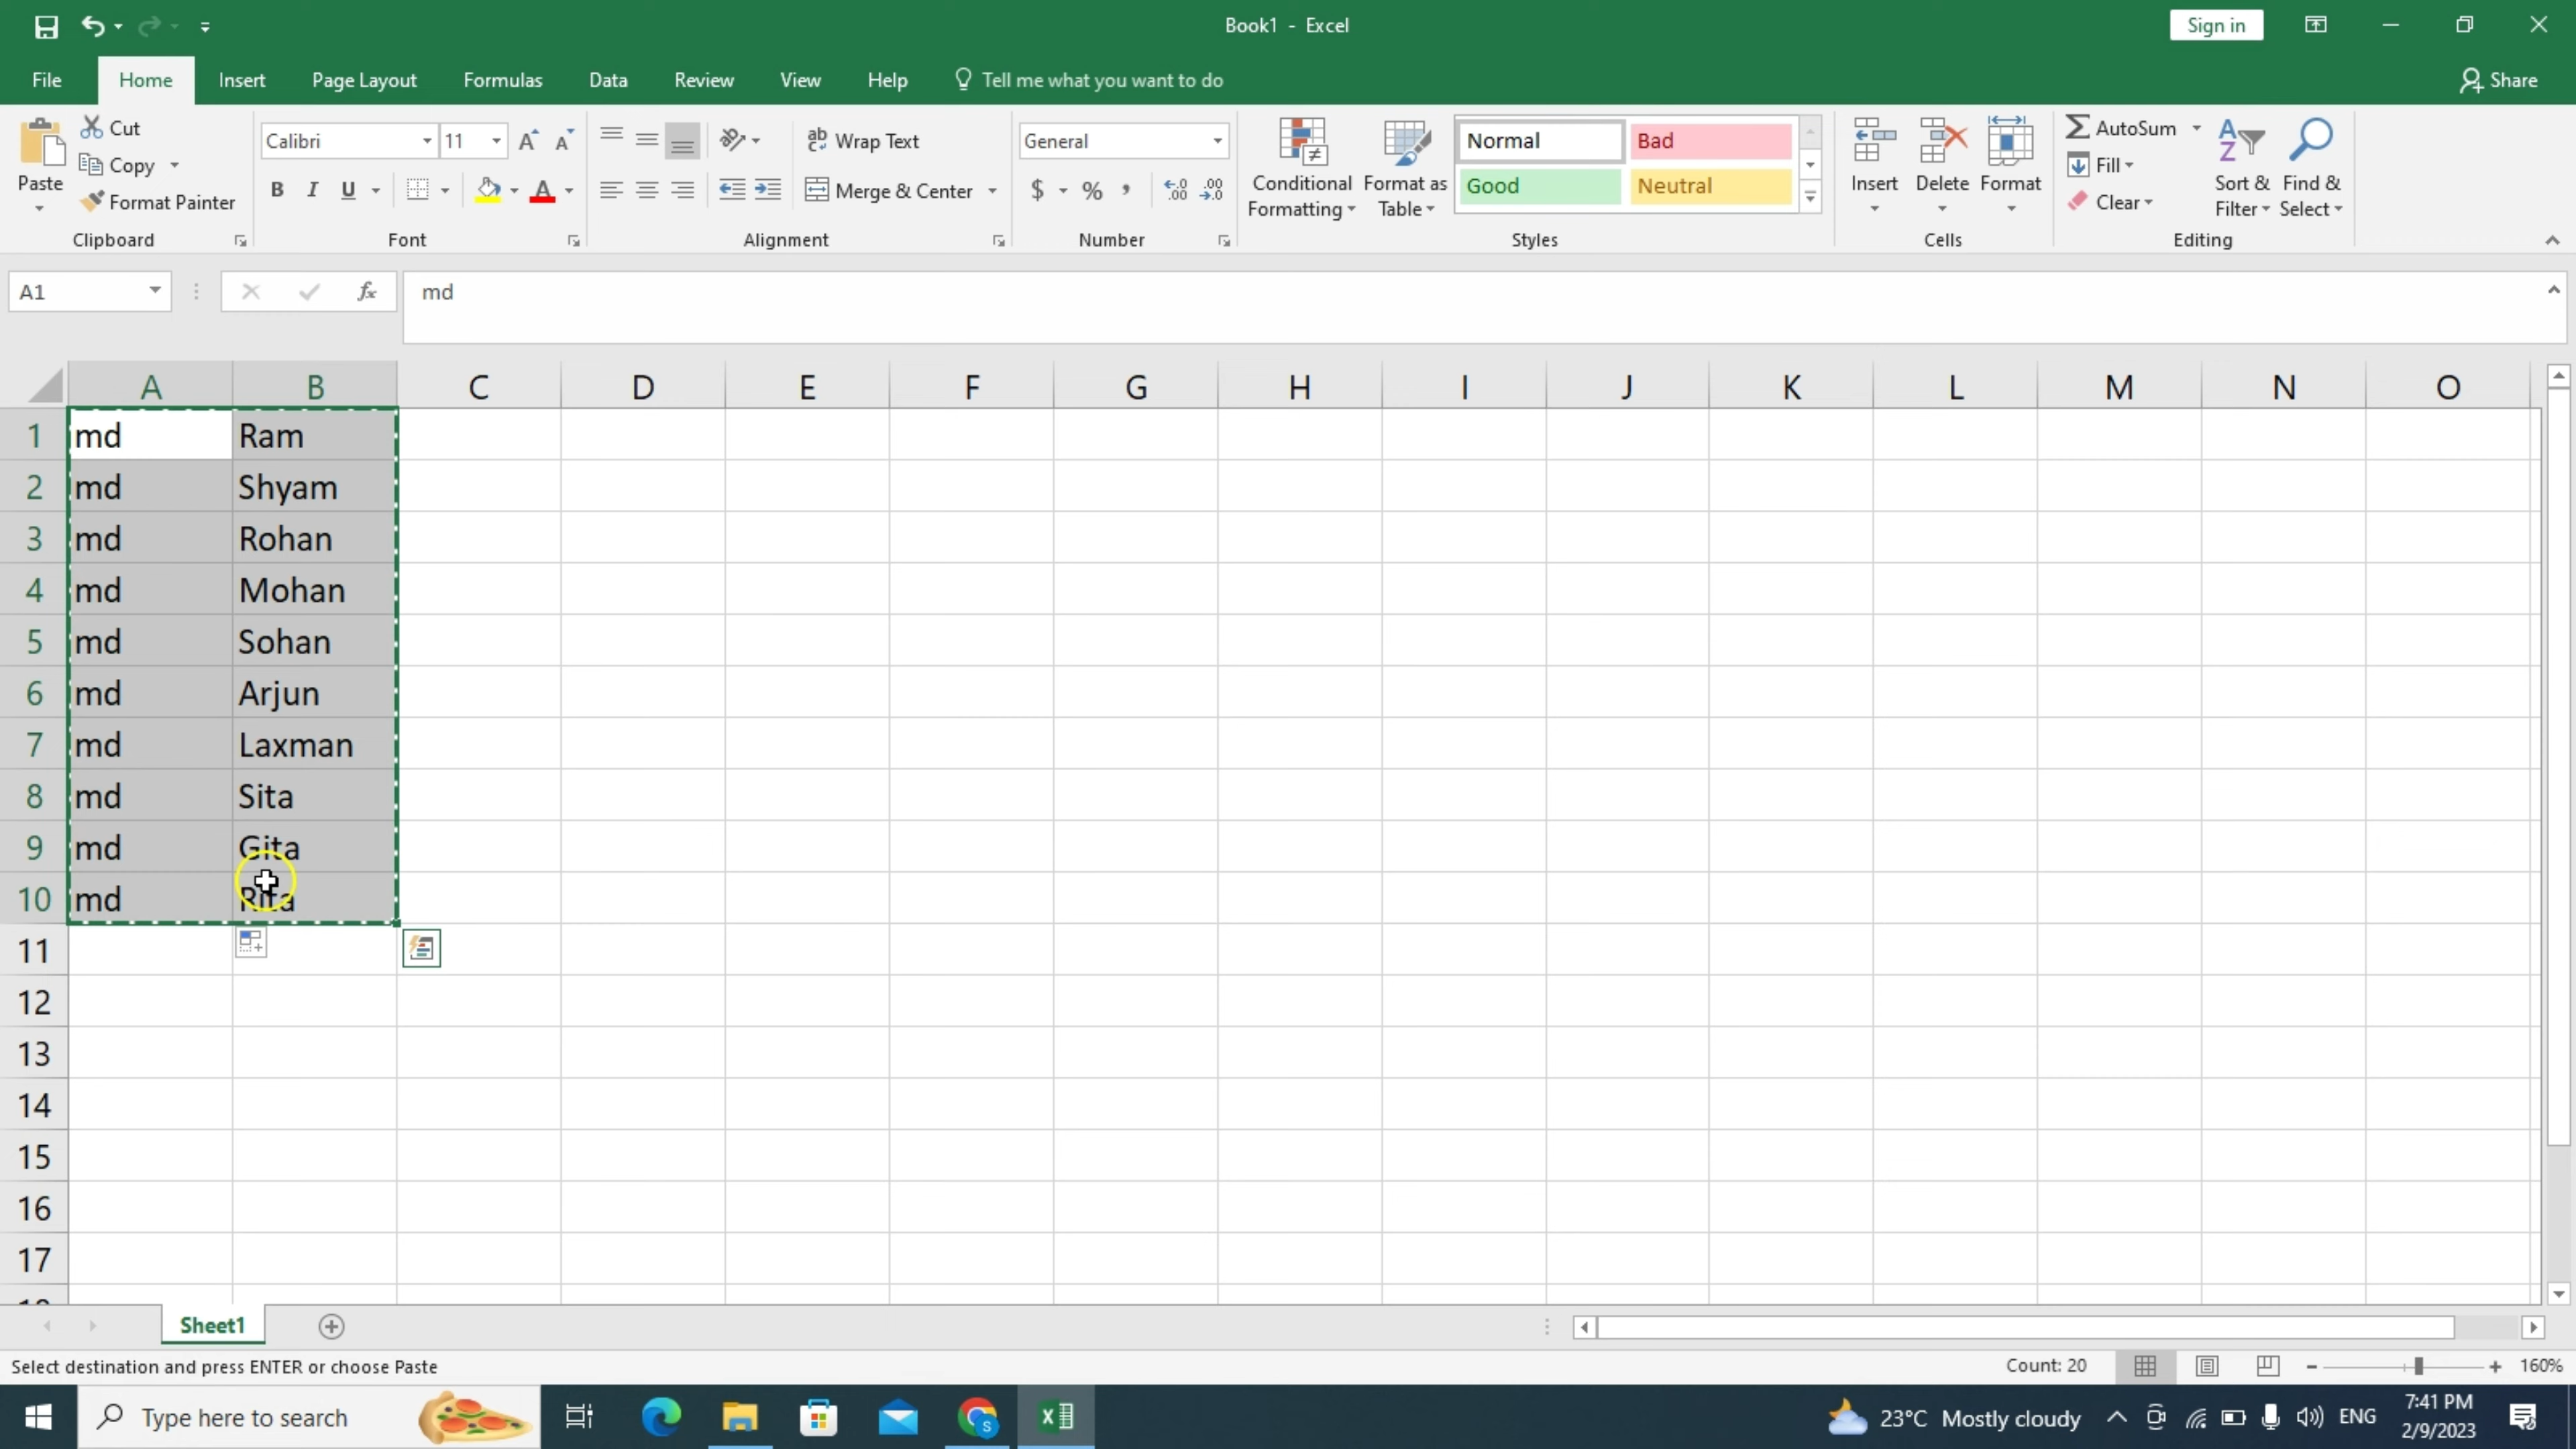 Book1 - Excel
Sign in
File Home Insert Page Layout Formulas Data Review View Help Tell me what you want to do Share
Paste Cut Copy Format Painter Clipboard
Calibri 11 B I U A Font
ab Wrap Text Merge & Center Alignment
General $ % , .00 .00 Number
Conditional Formatting Format as Table Normal Bad Good Neutral Styles
Insert Delete Format Cells
AutoSum Fill Clear Sort & Filter Find & Select Editing
A1 fx md
A B C D E F G H I J K L M N O
1 md Ram
2 md Shyam
3 md Rohan
4 md Mohan
5 md Sohan
6 md Arjun
7 md Laxman
8 md Sita
9 md Gita
10 md Rita
11
12
13
14
15
16
17
Sheet1
Select destination and press ENTER or choose Paste Count: 20 160%
Type here to search 23°C Mostly cloudy ENG 7:41 PM
2/9/2023